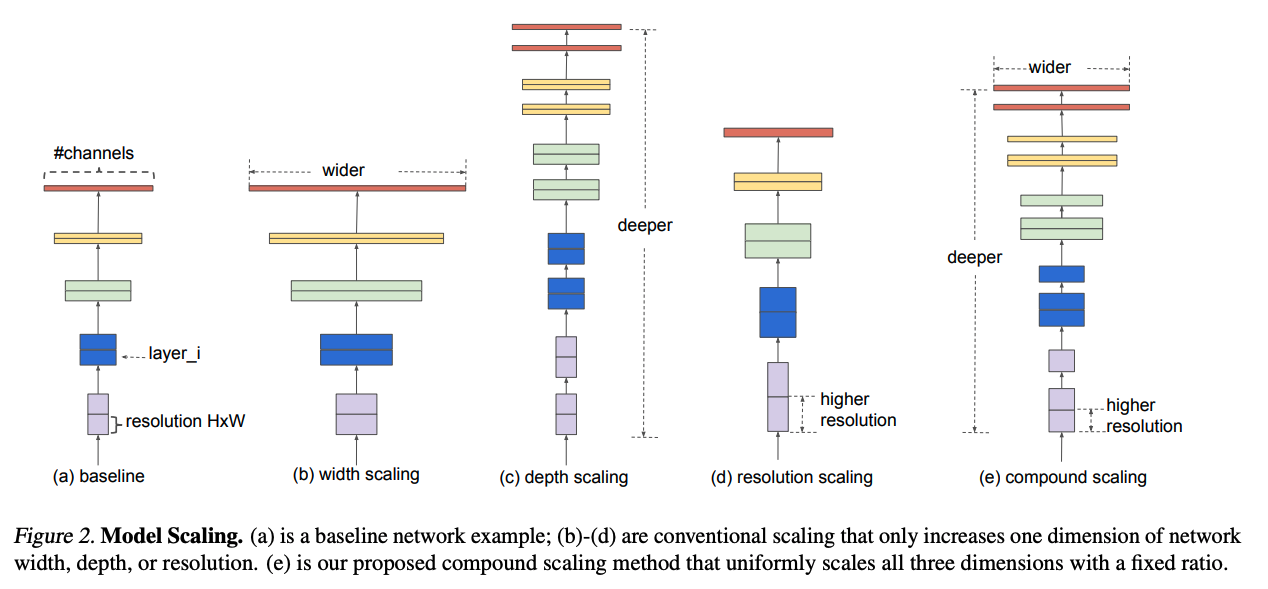 #channels
layer_i
resolution HxW
(a) baseline
wider
(b) width scaling
deeper
(c) depth scaling
higher
resolution
(d) resolution scaling
wider
deeper
higher
resolution
(e) compound scaling
Figure 2. Model Scaling. (a) is a baseline network example; (b)-(d) are conventional scaling that only increases one dimension of network
width, depth, or resolution. (e) is our proposed compound scaling method that uniformly scales all three dimensions with a fixed ratio.